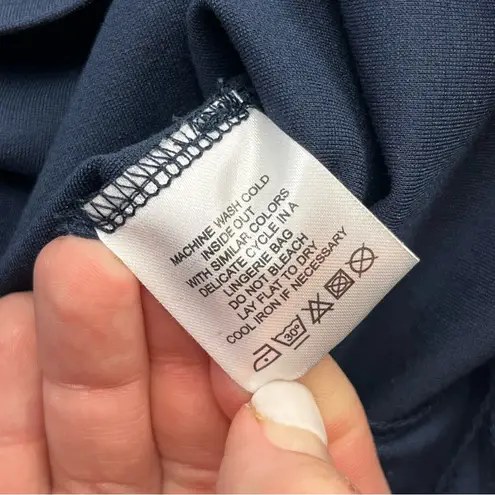 MACHINE WASH COLD
INSIDE OUT
WITH SIMILAR COLORS
DELICATE CYCLE IN A
LINGERIE BAG
DO NOT BLEACH
LAY FLAT TO DRY
COOL IRON IF NECESSARY
30°